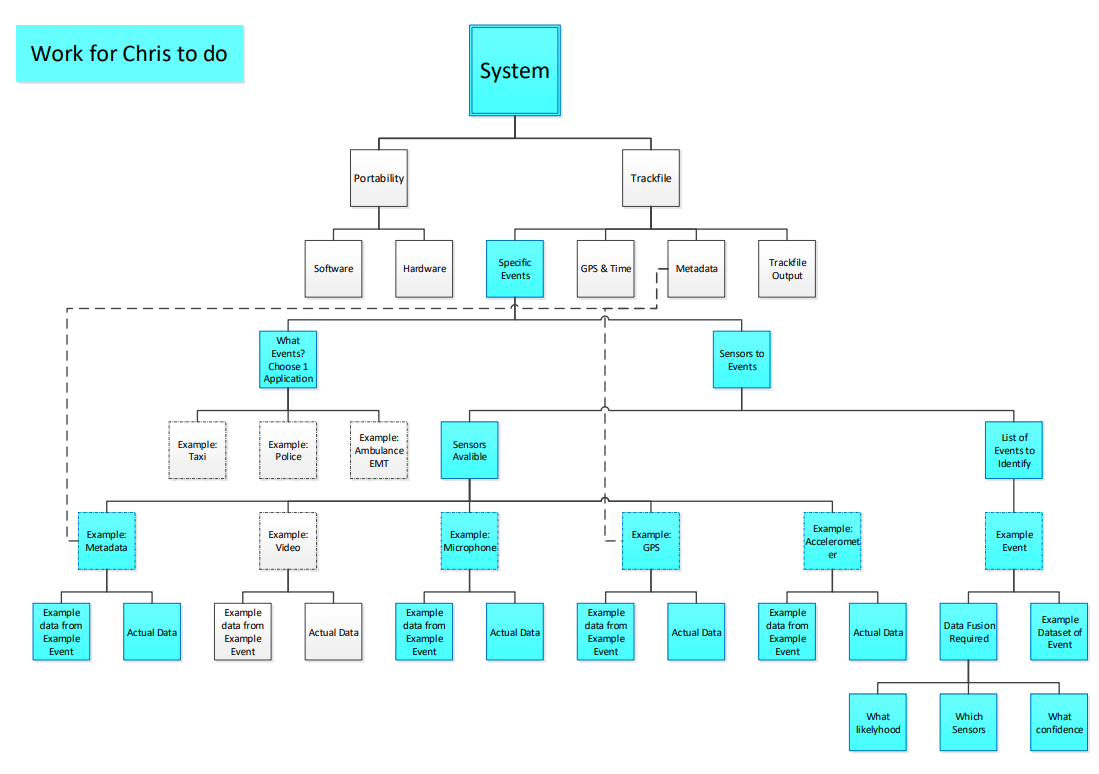 Work for Chris to do
System
Portability
Trackfile
Software
Hardware
Specific
Events
GPS & Time
Metadata
Trackfile
Output
What
Events?
Choose 1
Application
Sensors to
Events
Example:
Taxi
Example:
Police
Example:
Ambulance
EMT
Sensors
Avalible
List of
Events to
Identify
Example:
Metadata
Example:
Video
Example:
Microphone
Example:
GPS
Example:
Acceleromet
er
Example
Event
Example
data from
Example
Event
Actual Data
Example
data from
Example
Event
Actual Data
Example
data from
Example
Event
Actual Data
Example
data from
Example
Event
Actual Data
Example
data from
Example
Event
Actual Data
Data Fusion
Required
Example
Dataset of
Event
What
likelyhood
Which
Sensors
What
confidence